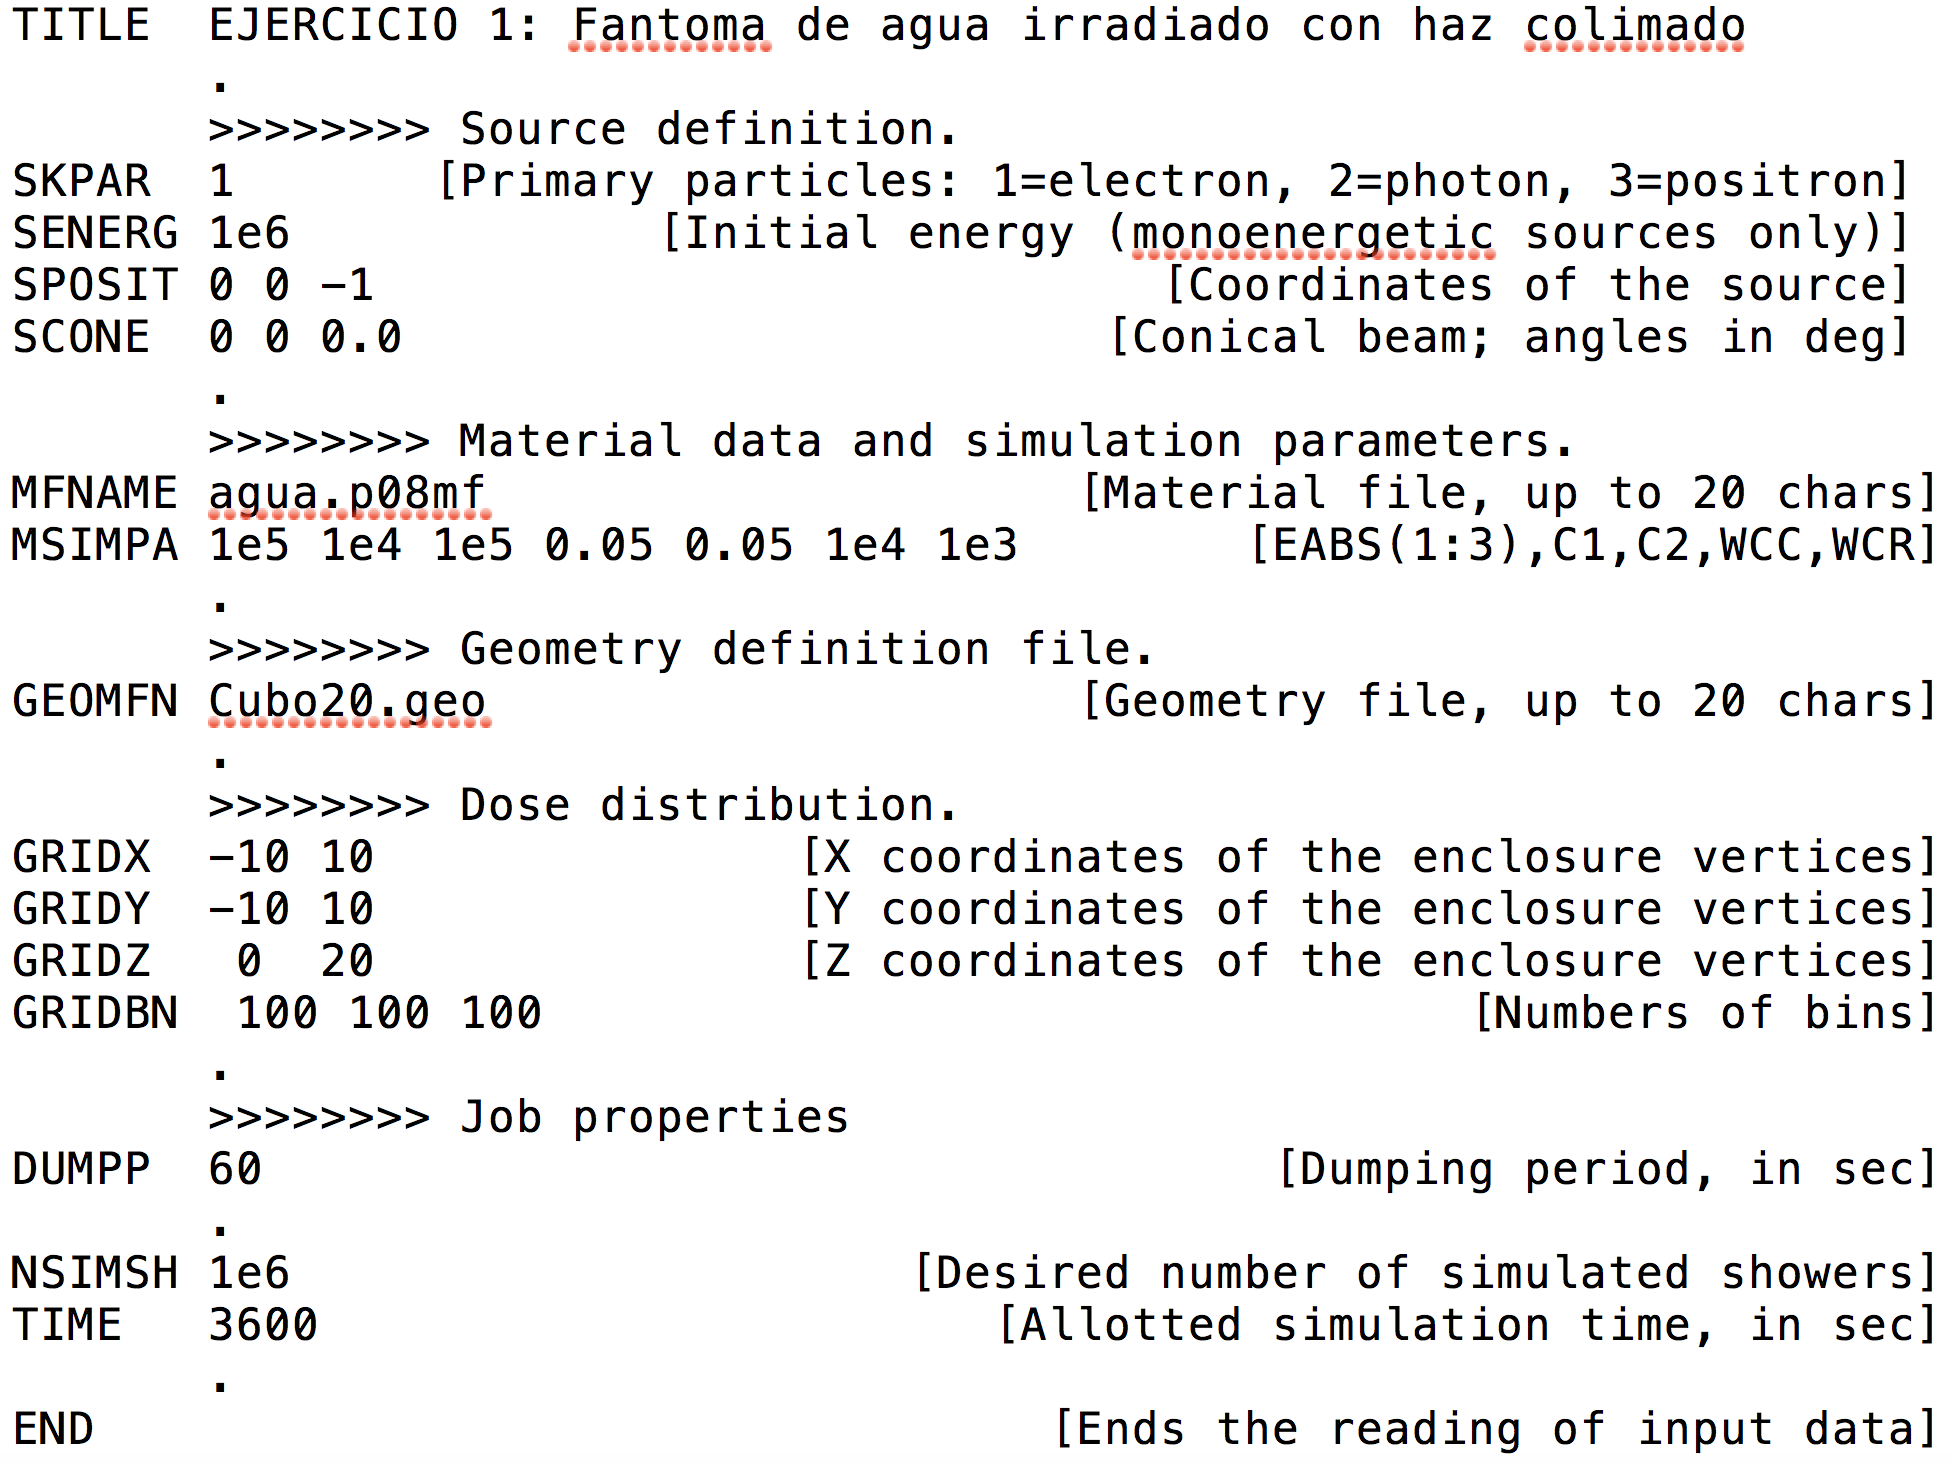 TITLE  EJERCICIO 1: Fantoma de agua irradiado con haz colimado
       .
       >>>>>>>> Source definition.
SKPAR  1       [Primary particles: 1=electron, 2=photon, 3=positron]
SENERG 1e6             [Initial energy (monoenergetic sources only)]
SPOSIT 0 0 −1                            [Coordinates of the source]
SCONE  0 0 0.0                         [Conical beam; angles in deg]
       .
       >>>>>>>> Material data and simulation parameters.
MFNAME agua.p08mf                     [Material file, up to 20 chars]
MSIMPA 1e5 1e4 1e5 0.05 0.05 1e4 1e3        [EABS(1:3),C1,C2,WCC,WCR]
       .
       >>>>>>>> Geometry definition file.
GEOMFN Cubo20.geo                     [Geometry file, up to 20 chars]
       .
       >>>>>>>> Dose distribution.
GRIDX  −10 10               [X coordinates of the enclosure vertices]
GRIDY  −10 10               [Y coordinates of the enclosure vertices]
GRIDZ   0  20               [Z coordinates of the enclosure vertices]
GRIDBN  100 100 100                                 [Numbers of bins]
       .
       >>>>>>>> Job properties
DUMPP  60                                    [Dumping period, in sec]
       .
NSIMSH 1e6                      [Desired number of simulated showers]
TIME   3600                        [Allotted simulation time, in sec]
       .
END                                  [Ends the reading of input data]